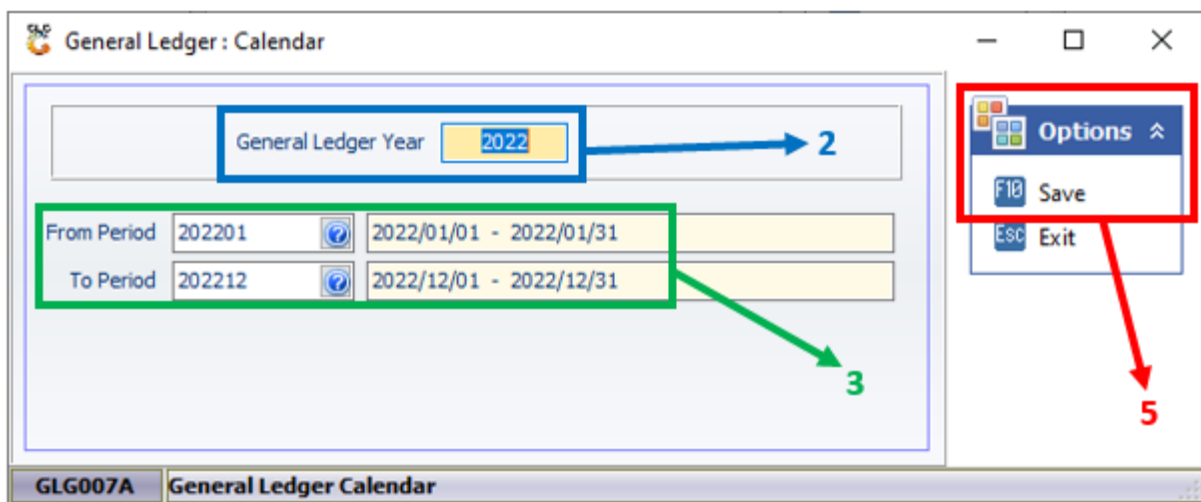 General Ledger : Calendar
General Ledger Year 2022
2
From Period 202201 2022/01/01 - 2022/01/31
To Period 202212 2022/12/01 - 2022/12/31
3
Options
F10 Save
Esc Exit
5
GLG007A General Ledger Calendar